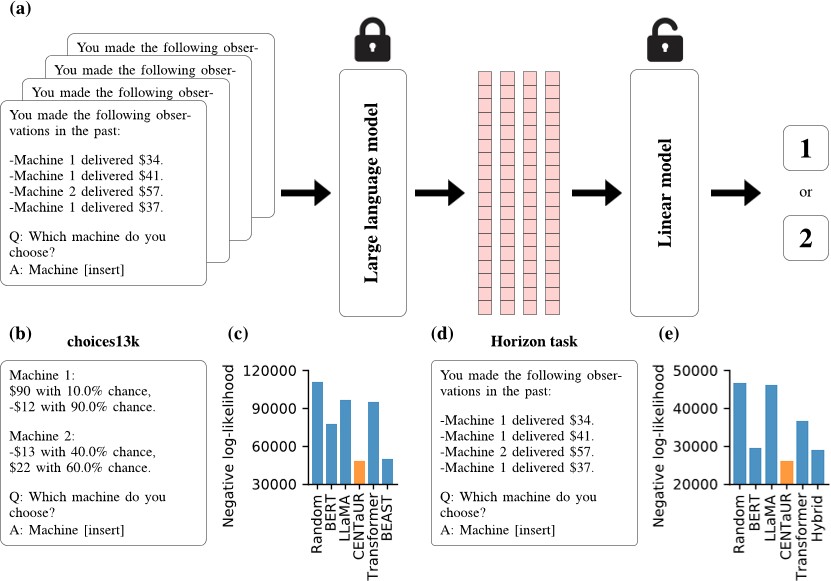 (a)
You made the following obser-
You made the following obser-
You made the following obser-
You made the following obser-
vations in the past:
-Machine 1 delivered $34.
-Machine 1 delivered $41.
-Machine 2 delivered $57.
-Machine 1 delivered $37.
Q: Which machine do you
choose?
A: Machine [insert]
Large language model
Linear model
1
or
2
(b)
choices13k
Machine 1:
$90 with 10.0% chance,
-$12 with 90.0% chance.
Machine 2:
-$13 with 40.0% chance,
$22 with 60.0% chance.
Q: Which machine do you
choose?
A: Machine [insert]
(c)
Negative log-likelihood
120000
90000
60000
30000
Random
BERT
LLaMA
CENTaUR
Transformer
BEAST
(d)
Horizon task
You made the following obser-
vations in the past:
-Machine 1 delivered $34.
-Machine 1 delivered $41.
-Machine 2 delivered $57.
-Machine 1 delivered $37.
Q: Which machine do you
choose?
A: Machine [insert]
(e)
Negative log-likelihood
50000
40000
30000
20000
Random
BERT
LLaMA
CENTaUR
Transformer
Hybrid